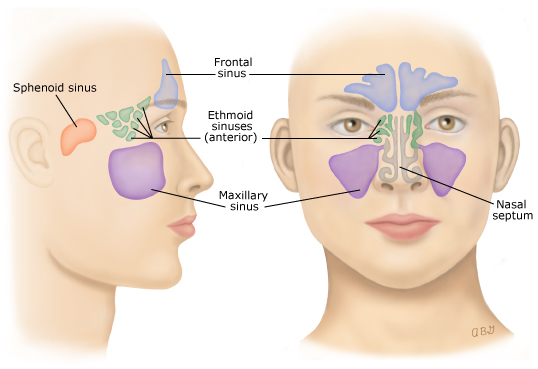 Frontal
sinus
Sphenoid sinus
Ethmoid
sinuses
(anterior)
Maxillary
sinus
Nasal
septum